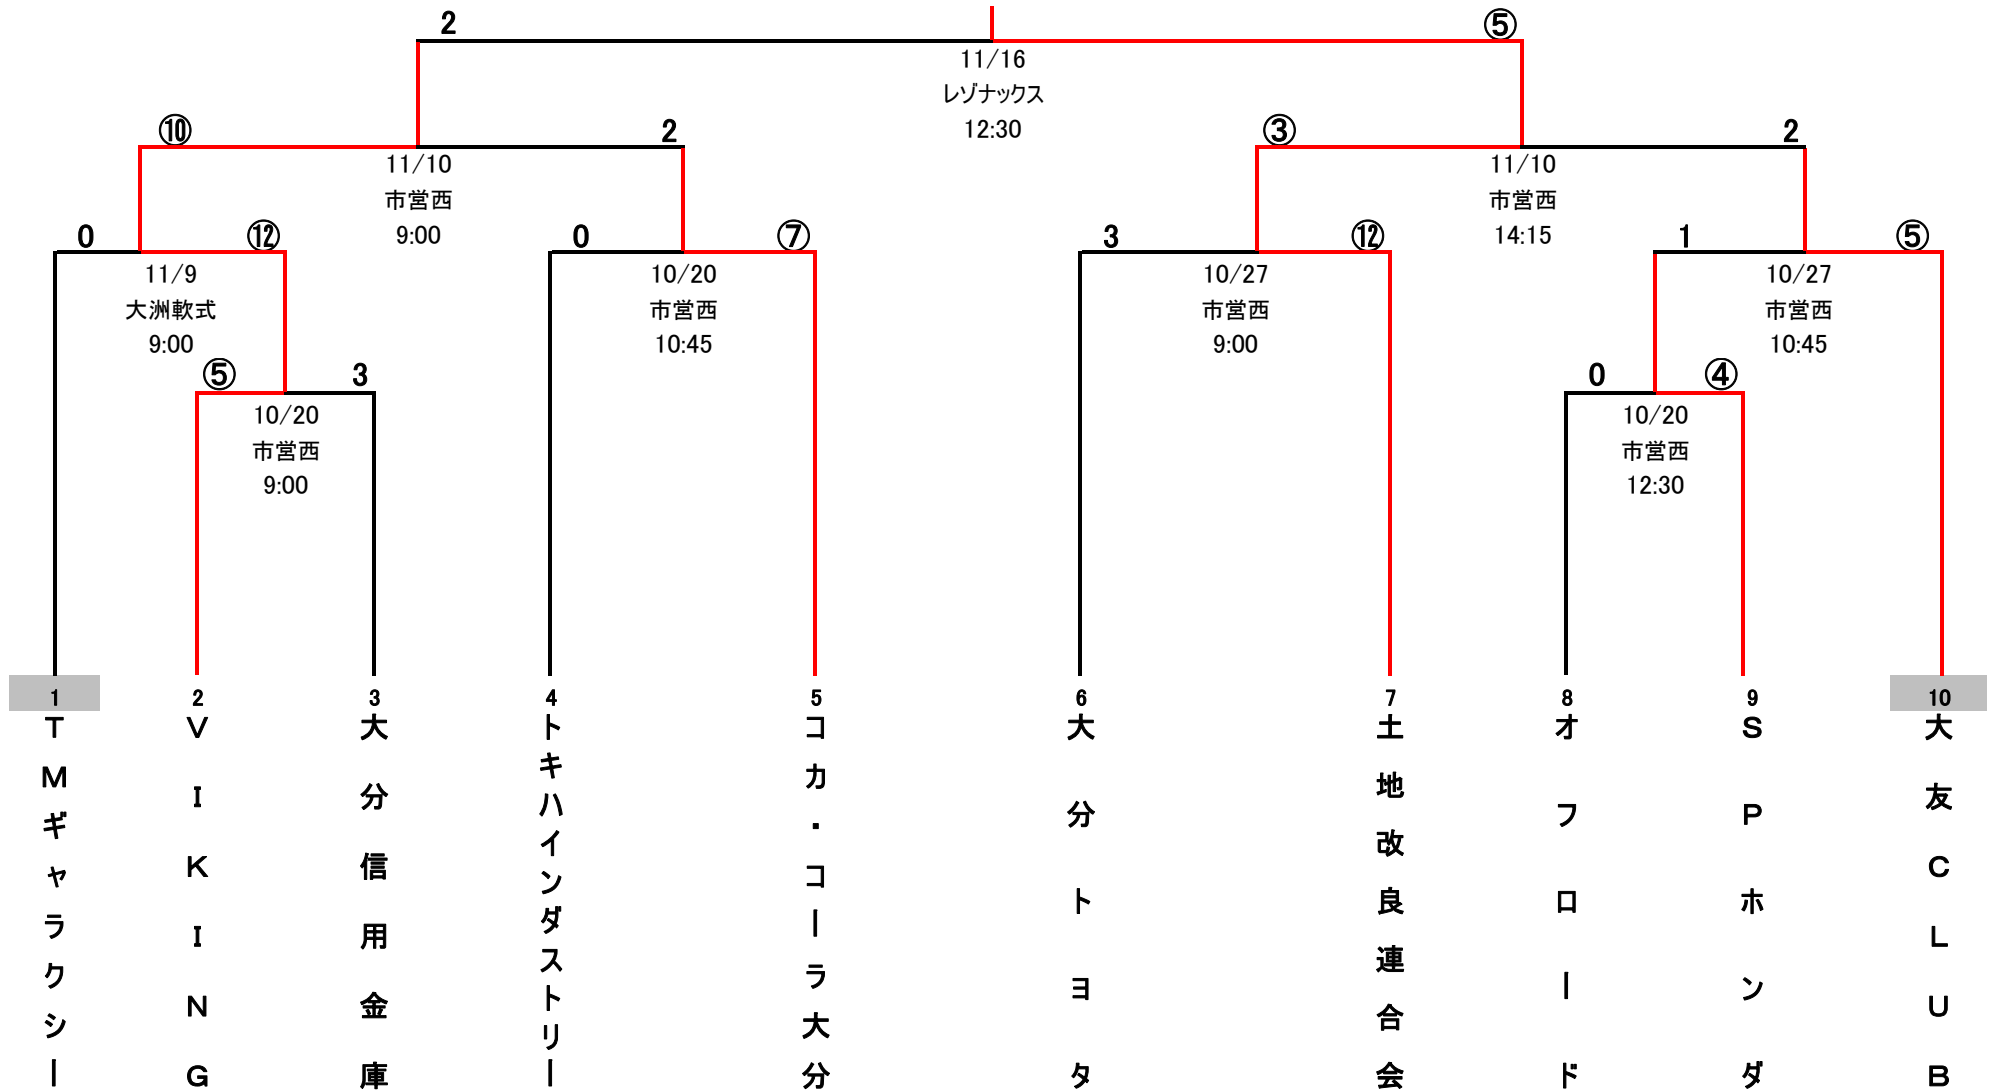 2
⑤
11/16
レゾナックス
12:30
⑩
2
11/10
市営西
9:00
③
2
11/10
市営西
14:15
0
⑫
11/9
大洲軟式
9:00
0
⑦
10/20
市営西
10:45
3
⑫
10/27
市営西
9:00
1
⑤
10/27
市営西
10:45
⑤
3
10/20
市営西
9:00
0
④
10/20
市営西
12:30
1
TMギャラクシー
2
VIKING
3
大分信用金庫
4
トキハインダストリー
5
コカ・コーラ大分
6
大分トヨタ
7
土地改良連合会
8
オフロード
9
SPホンダ
10
大友CLUB